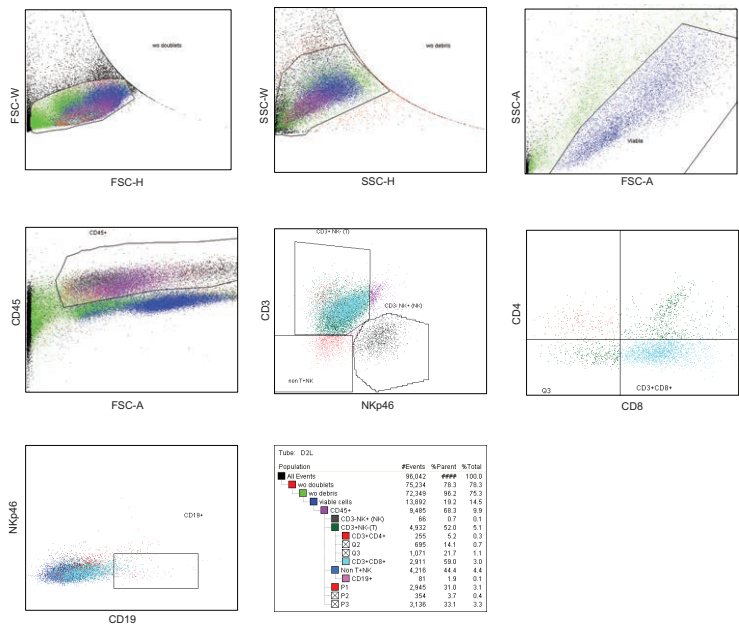 wo doublets
FSC-W
FSC-H
wo debris
SSC-W
SSC-H
Viable
SSC-A
FSC-A
CD45+
CD45
FSC-A
CD3+ NK- (T)
CD3- NK+ (NK)
non T+NK
CD3
NKp46
CD4
Q3
CD3+CD8+
CD8
CD19+
NKp46
CD19
Tube: D2L
Population #Events %Parent %Total
All Events 96,042 #### 100.0
wo doublets 75,234 78.3 78.3
wo debris 72,349 96.2 75.3
viable cells 13,892 19.2 14.5
CD45+ 9,485 68.3 9.9
CD3-NK+ (NK) 66 0.7 0.1
CD3+NK-(T) 4,932 52.0 5.1
CD3+CD4+ 255 5.2 0.3
Q2 695 14.1 0.7
Q3 1,071 21.7 1.1
CD3+CD8+ 2,911 59.0 3.0
Non T+NK 4,216 44.4 4.4
CD19+ 81 1.9 0.1
P1 2,945 31.0 3.1
P2 354 3.7 0.4
P3 3,136 33.1 3.3